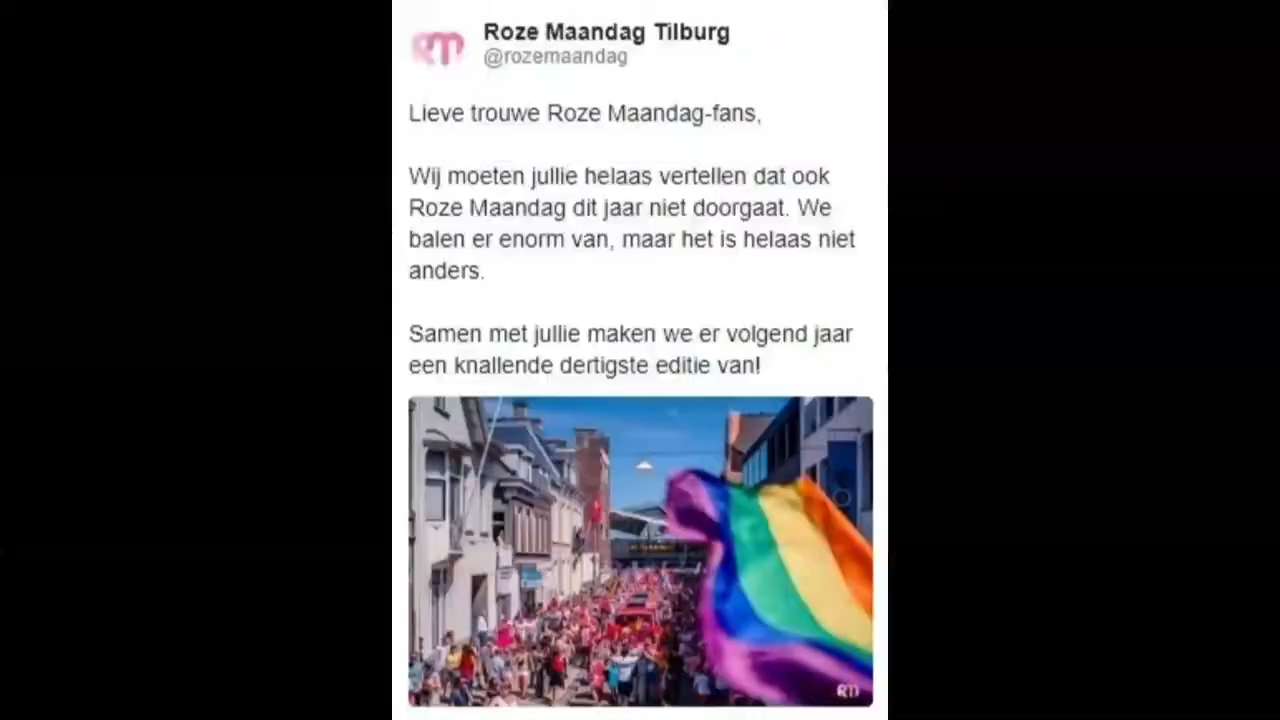 RM
Roze Maandag Tilburg
@rozemaandag
Lieve trouwe Roze Maandag-fans,
Wij moeten jullie helaas vertellen dat ook
Roze Maandag dit jaar niet doorgaat. We
balen er enorm van, maar het is helaas niet
anders.
Samen met jullie maken we er volgend jaar
een knallende dertigste editie van!
RM